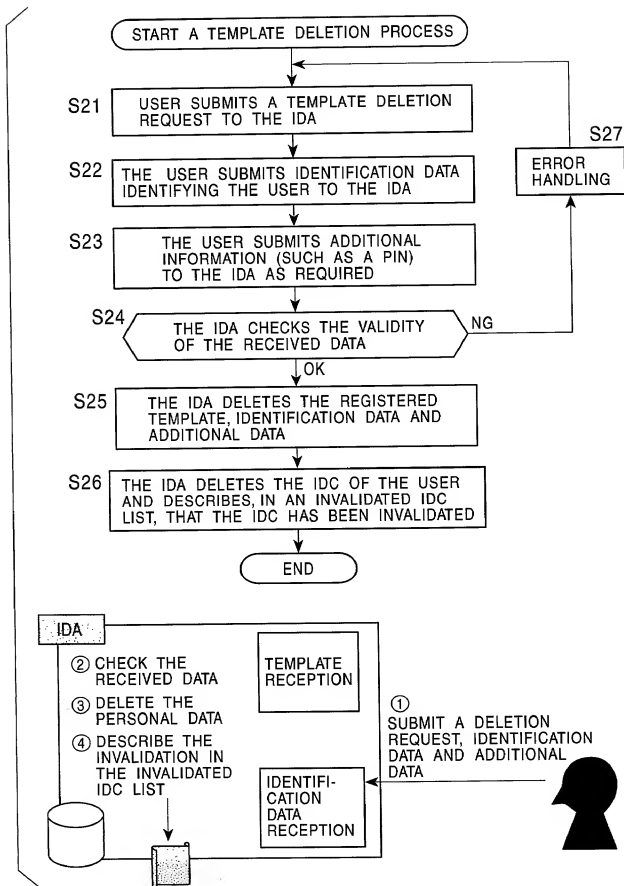 START A TEMPLATE DELETION PROCESS
S21
USER SUBMITS A TEMPLATE DELETION
REQUEST TO THE IDA
S27
ERROR
HANDLING
S22
THE USER SUBMITS IDENTIFICATION DATA
IDENTIFYING THE USER TO THE IDA
S23
THE USER SUBMITS ADDITIONAL
INFORMATION (SUCH AS A PIN)
TO THE IDA AS REQUIRED
S24
THE IDA CHECKS THE VALIDITY
OF THE RECEIVED DATA
NG
OK
S25
THE IDA DELETES THE REGISTERED
TEMPLATE, IDENTIFICATION DATA AND
ADDITIONAL DATA
S26
THE IDA DELETES THE IDC OF THE USER
AND DESCRIBES, IN AN INVALIDATED IDC
LIST, THAT THE IDC HAS BEEN INVALIDATED
END
IDA
② CHECK THE
RECEIVED DATA
③ DELETE THE
PERSONAL DATA
④ DESCRIBE THE
INVALIDATION IN
THE INVALIDATED
IDC LIST
TEMPLATE
RECEPTION
IDENTIFI-
CATION
DATA
RECEPTION
①
SUBMIT A DELETION
REQUEST, IDENTIFICATION
DATA AND ADDITIONAL
DATA